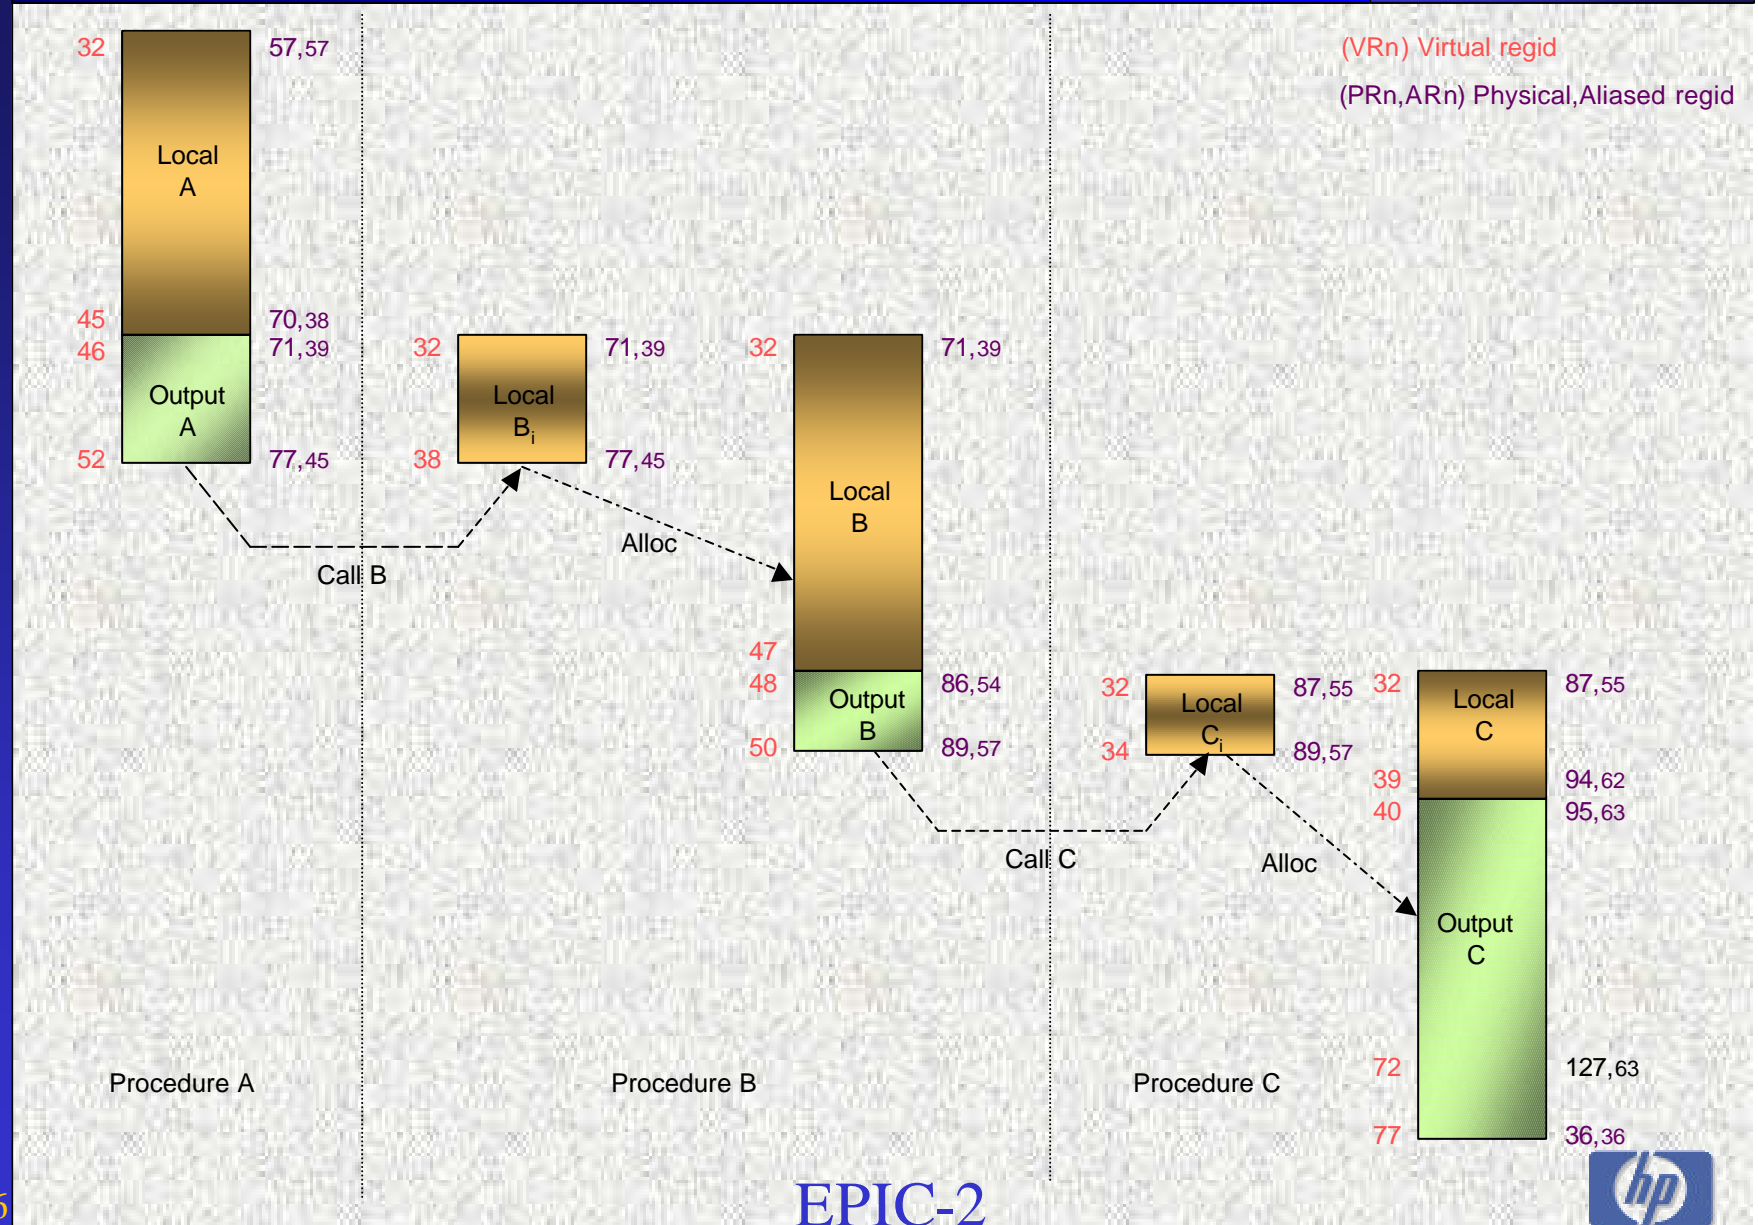 (VRn) Virtual regid
(PRn,ARn) Physical,Aliased regid
32
57,57
Local
A
45
70,38
46
71,39
Output
A
52
77,45
Call B
32
71,39
Local
Bi
38
77,45
Alloc
32
71,39
Local
B
47
48
86,54
Output
B
50
89,57
Call C
32
87,55
Local
Ci
34
89,57
Alloc
32
87,55
Local
C
39
94,62
40
95,63
Output
C
72
127,63
77
36,36
Procedure A
Procedure B
Procedure C
6
EPIC-2
hp